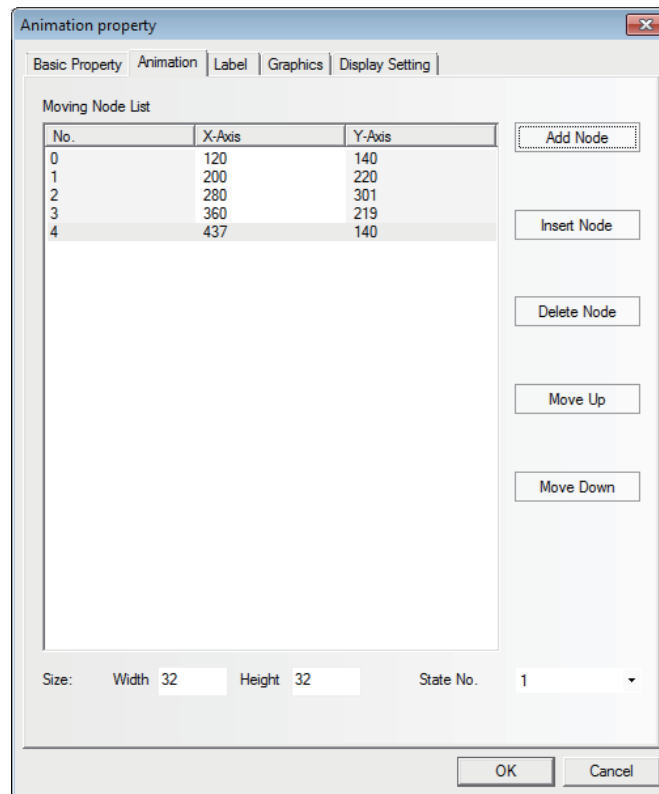 Animation property
Basic Property Animation Label Graphics Display Setting
Moving Node List
No. X-Axis Y-Axis
0 120 140
1 200 220
2 280 301
3 360 219
4 437 140
Add Node
Insert Node
Delete Node
Move Up
Move Down
Size: Width 32 Height 32 State No. 1
OK Cancel